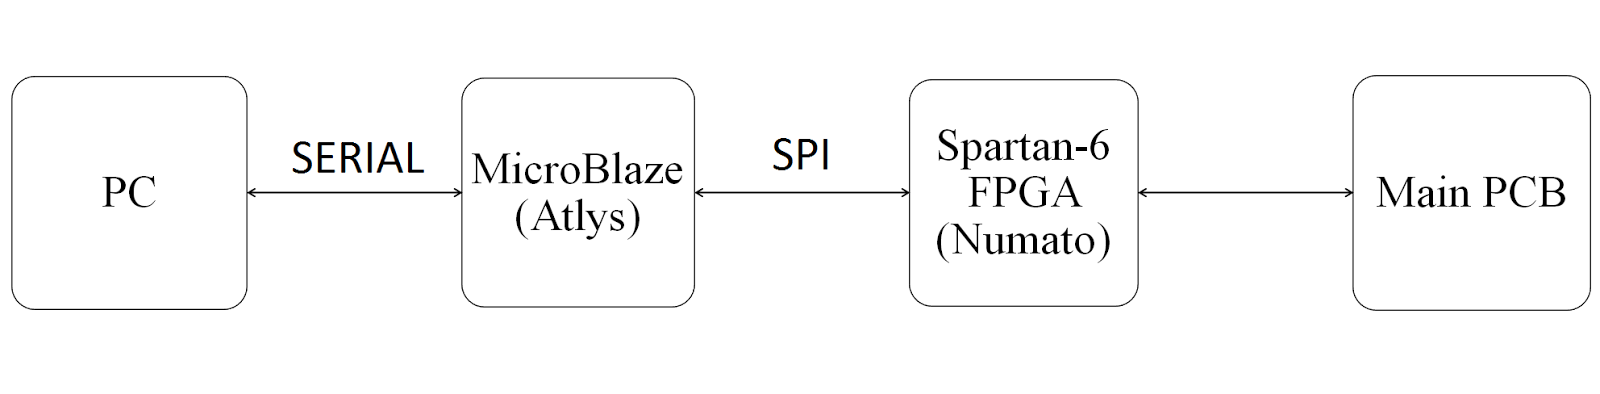 PC
SERIAL
MicroBlaze
(Atlys)
SPI
Spartan-6
FPGA
(Numato)
Main PCB